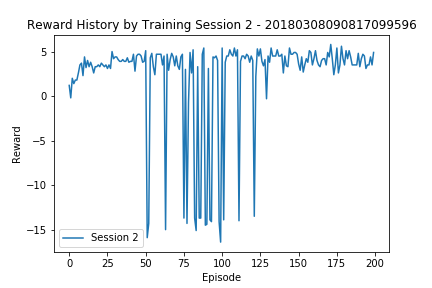 Reward History by Training Session 2 - 20180308090817099596
5
0
−5
−10
−15
Reward
Session 2
0 25 50 75 100 125 150 175 200
Episode